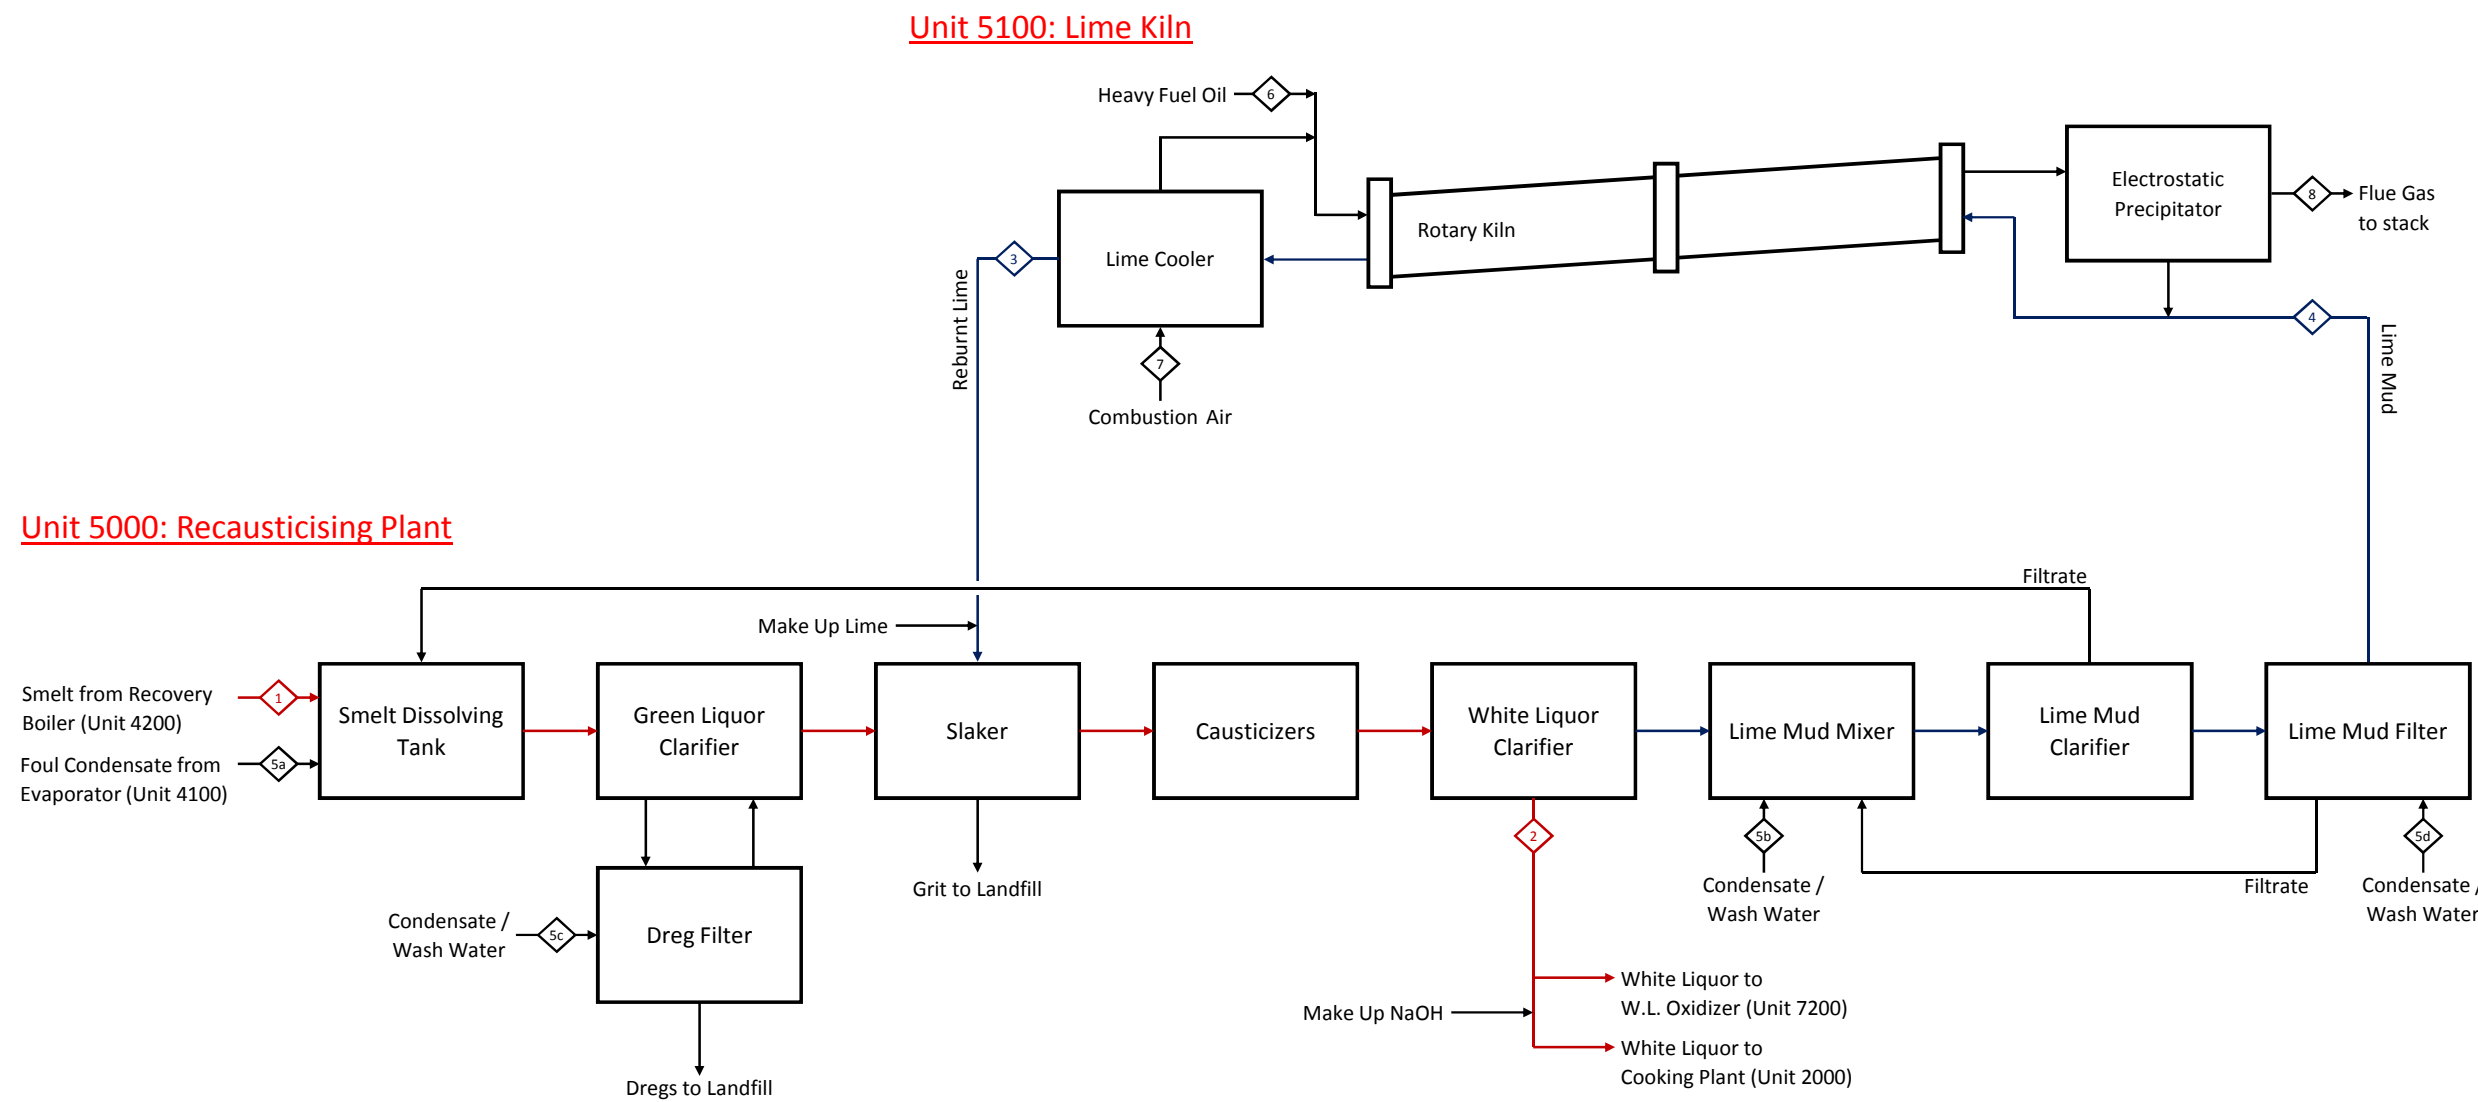 Unit 5100: Lime Kiln
Heavy Fuel Oil
6
Electrostatic
Precipitator
8
Flue Gas
to stack
Rotary Kiln
3
Lime Cooler
Reburnt Lime
4
Lime Mud
7
Combustion Air
Unit 5000: Recausticising Plant
Filtrate
Make Up Lime
Smelt from Recovery
Boiler (Unit 4200)
1
Foul Condensate from
Evaporator (Unit 4100)
5a
Smelt Dissolving
Tank
Green Liquor
Clarifier
Slaker
Causticizers
White Liquor
Clarifier
Lime Mud Mixer
Lime Mud
Clarifier
Lime Mud Filter
2
5b
5d
Grit to Landfill
Condensate /
Wash Water
Filtrate
Condensate /
Wash Water
Condensate /
Wash Water
5c
Dreg Filter
White Liquor to
W.L. Oxidizer (Unit 7200)
Make Up NaOH
White Liquor to
Cooking Plant (Unit 2000)
Dregs to Landfill